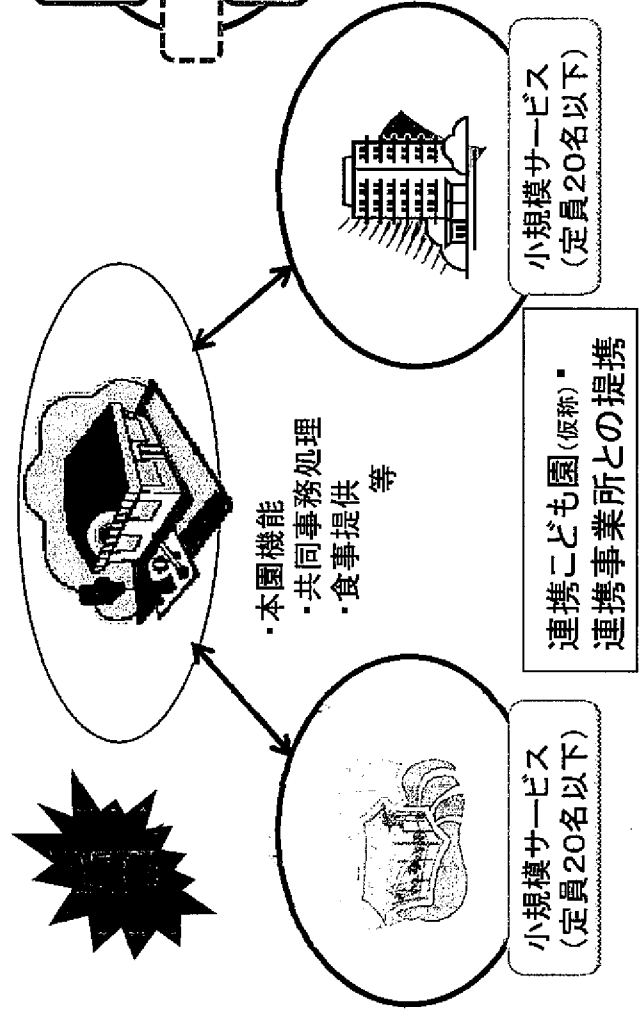 ・本園機能
・共同事務処理
・食事提供
等
小規模サービス
(定員20名以下)
連携こども園(仮称)・
連携事業所との提携
小規模サービス
(定員20名以下)